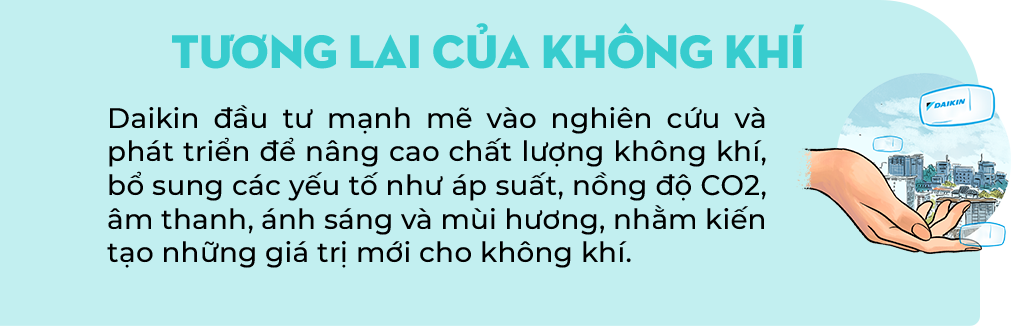 TƯƠNG LAI CỦA KHÔNG KHÍ
Daikin đầu tư mạnh mẽ vào nghiên cứu và
phát triển để nâng cao chất lượng không khí,
bổ sung các yếu tố như áp suất, nồng độ CO2,
âm thanh, ánh sáng và mùi hương, nhằm kiến
tạo những giá trị mới cho không khí.
DAIKIN